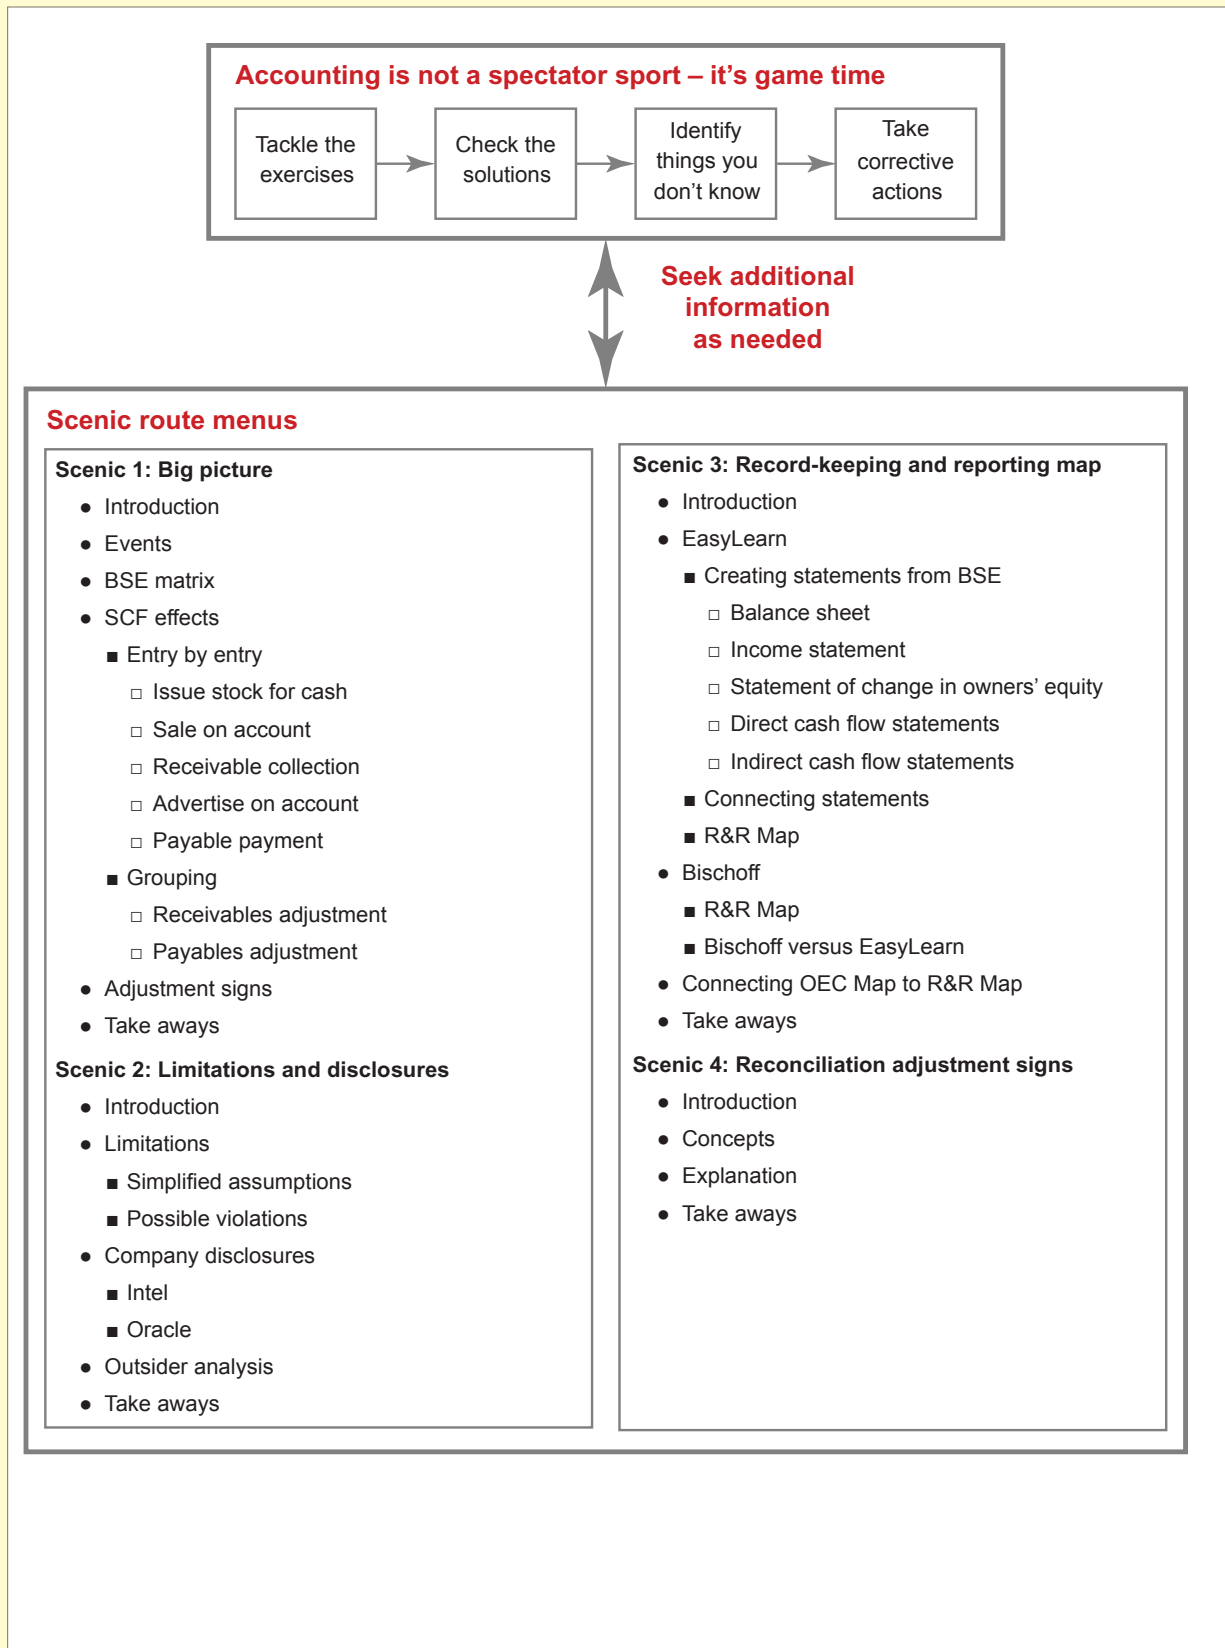 Accounting is not a spectator sport – it’s game time
Tackle the
exercises
Check the
solutions
Identify
things you
don’t know
Take
corrective
actions
Seek additional
information
as needed
Scenic route menus
Scenic 1: Big picture
● Introduction
● Events
● BSE matrix
● SCF effects
■ Entry by entry
□ Issue stock for cash
□ Sale on account
□ Receivable collection
□ Advertise on account
□ Payable payment
■ Grouping
□ Receivables adjustment
□ Payables adjustment
● Adjustment signs
● Take aways
Scenic 2: Limitations and disclosures
● Introduction
● Limitations
■ Simplified assumptions
■ Possible violations
● Company disclosures
■ Intel
■ Oracle
● Outsider analysis
● Take aways
Scenic 3: Record-keeping and reporting map
● Introduction
● EasyLearn
■ Creating statements from BSE
□ Balance sheet
□ Income statement
□ Statement of change in owners’ equity
□ Direct cash flow statements
□ Indirect cash flow statements
■ Connecting statements
■ R&R Map
● Bischoff
■ R&R Map
■ Bischoff versus EasyLearn
● Connecting OEC Map to R&R Map
● Take aways
Scenic 4: Reconciliation adjustment signs
● Introduction
● Concepts
● Explanation
● Take aways